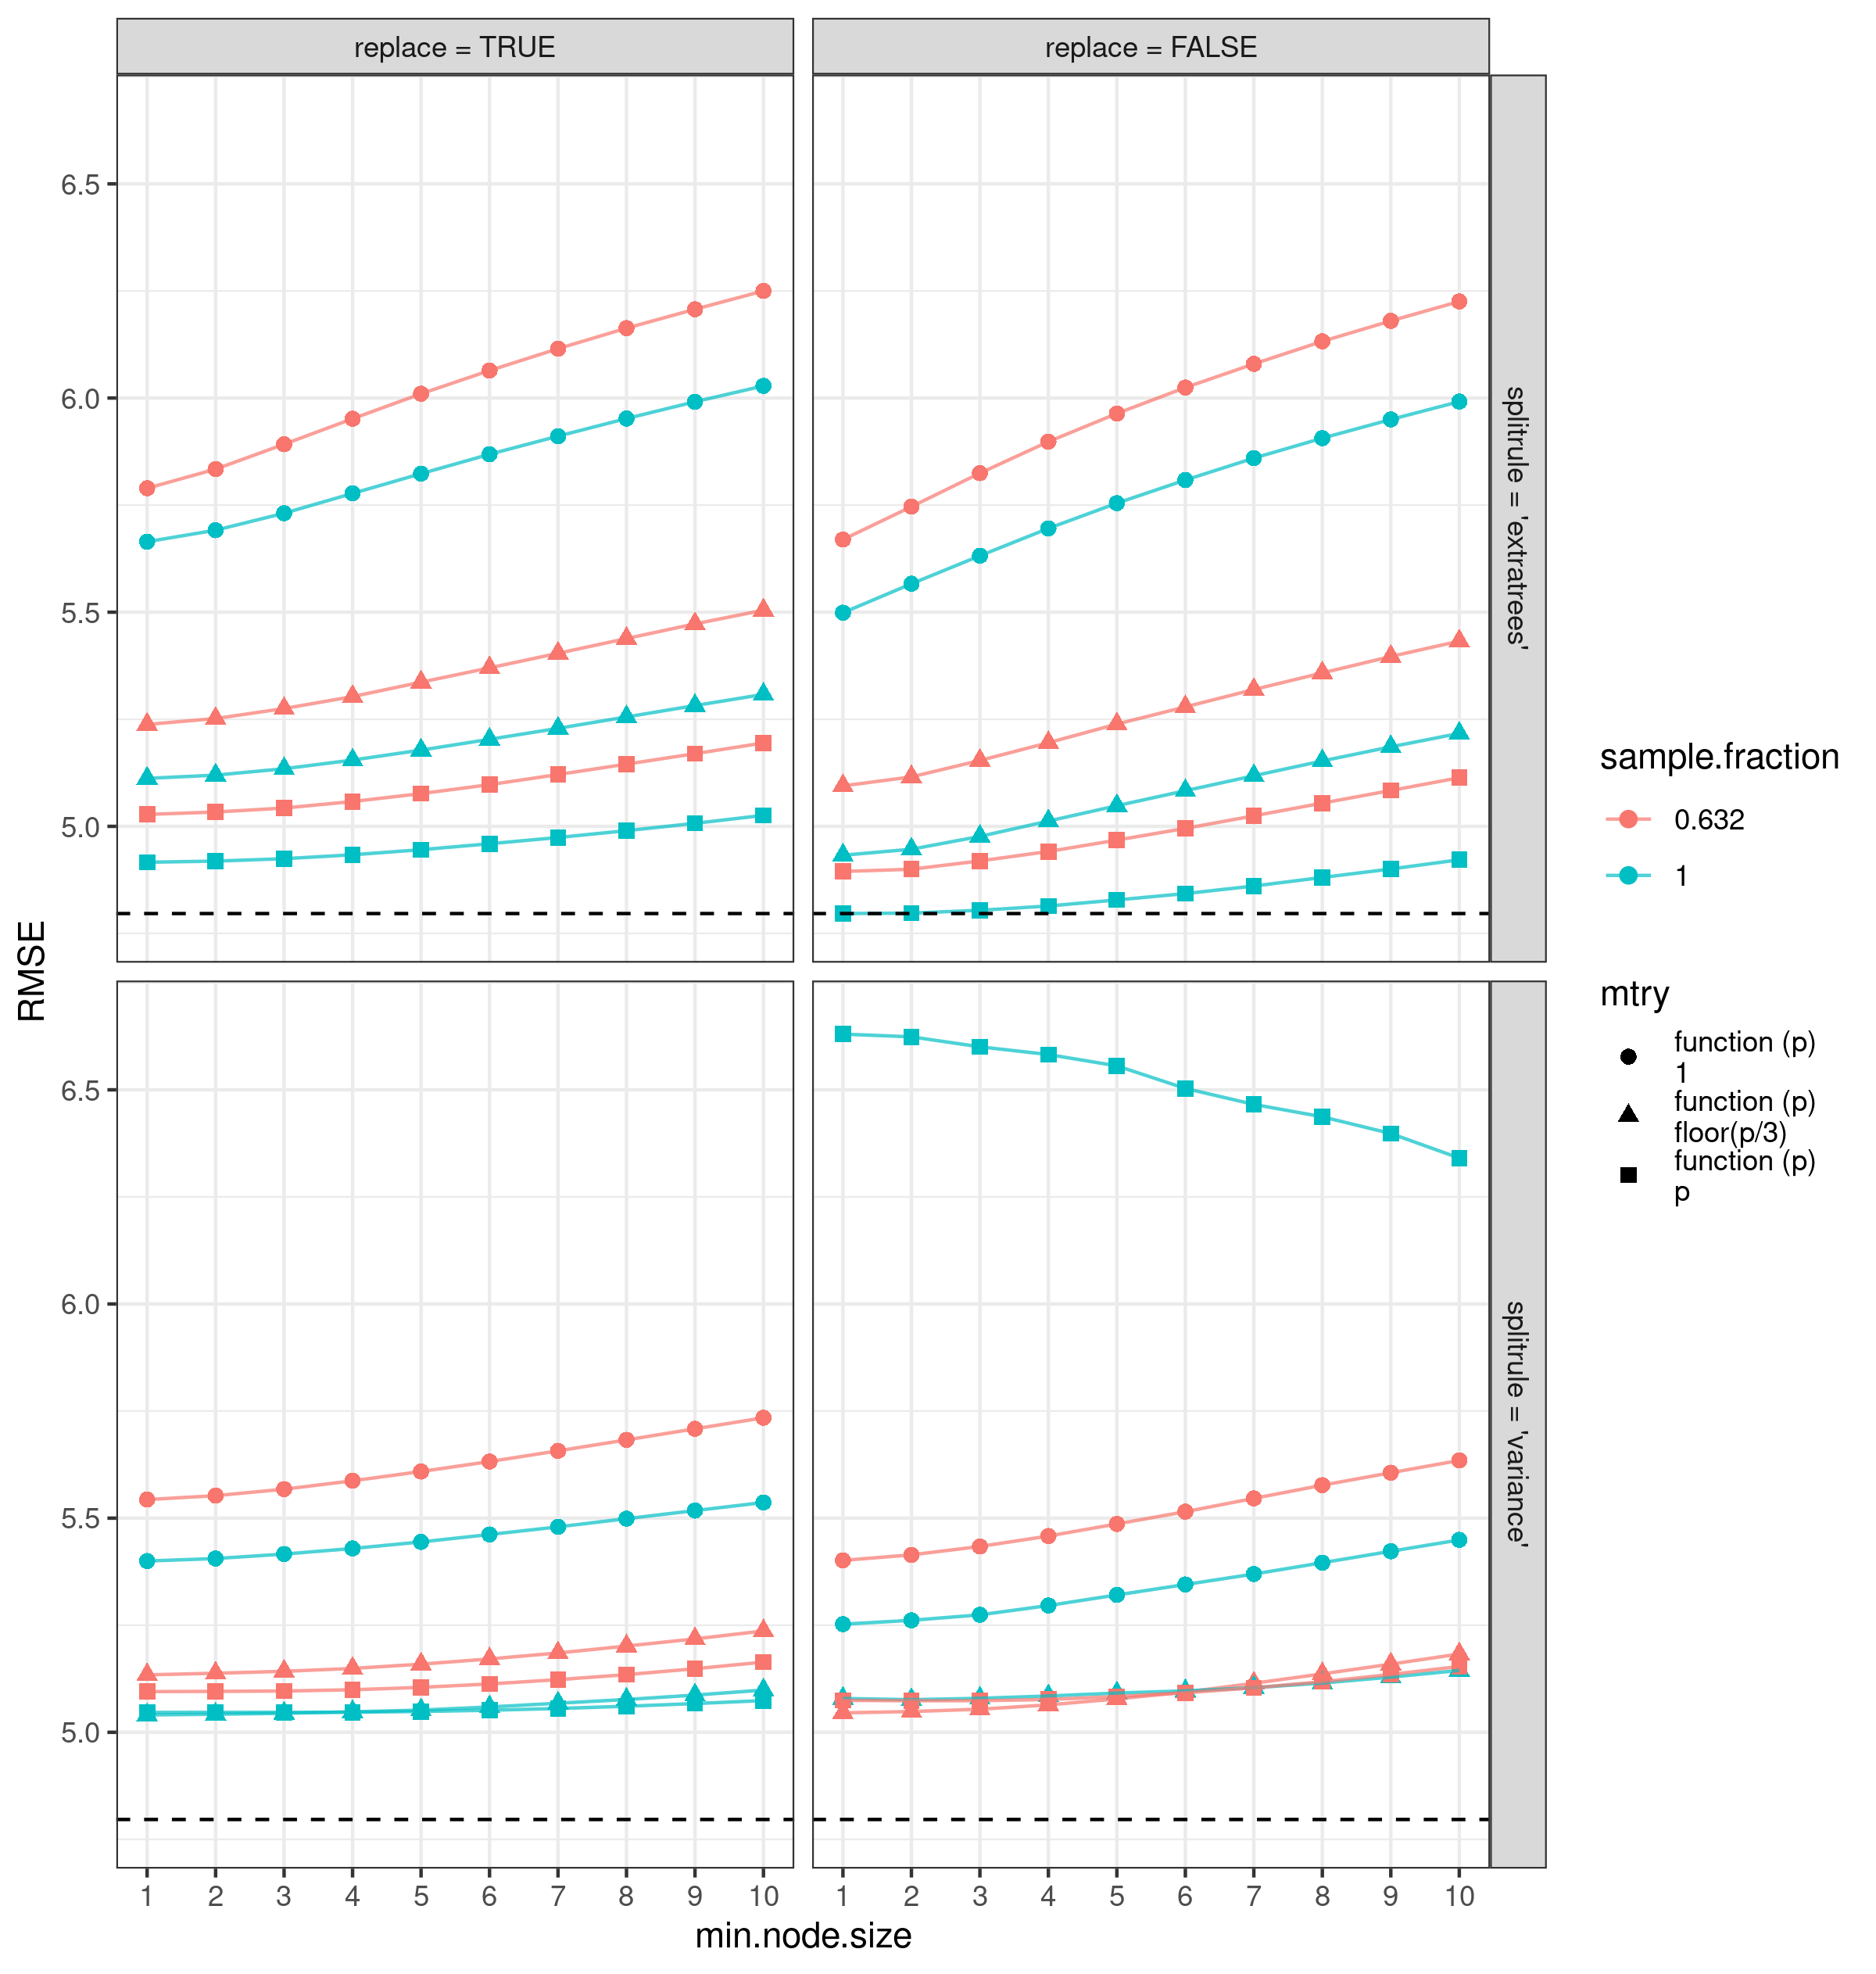 replace = TRUE
replace = FALSE
6.5
6.0
5.5
5.0
splitrule = 'extratrees'
RMSE
6.5
6.0
5.5
5.0
splitrule = 'variance'
1 2 3 4 5 6 7 8 9 10
1 2 3 4 5 6 7 8 9 10
min.node.size
sample.fraction
0.632
1
mtry
function (p)
1
function (p)
floor(p/3)
function (p)
p